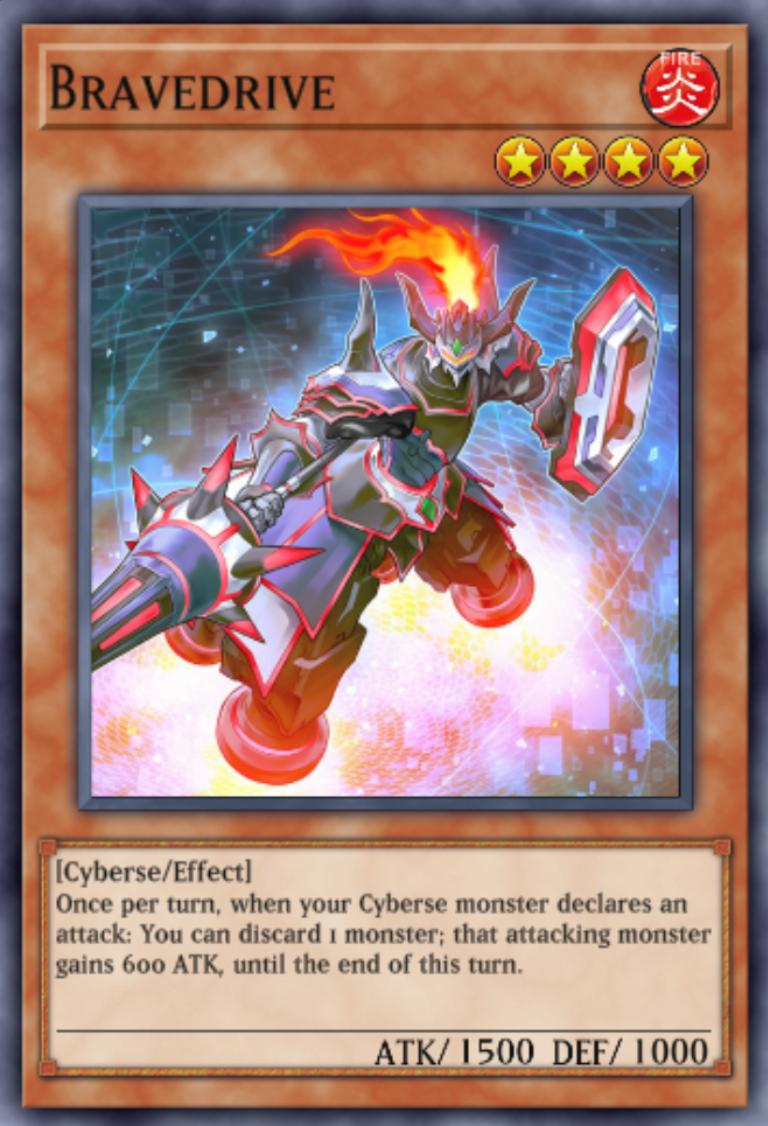 BRAVEDRIVE
FIRE
炎
[Cyberse/Effect]
Once per turn, when your Cyberse monster declares an
attack: You can discard 1 monster; that attacking monster
gains 600 ATK, until the end of this turn.
ATK/ 1500 DEF/ 1000